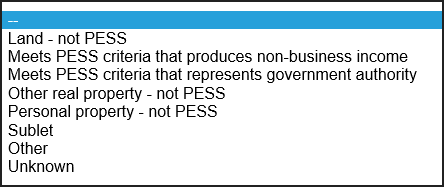 --
Land - not PESS
Meets PESS criteria that produces non-business income
Meets PESS criteria that represents government authority
Other real property - not PESS
Personal property - not PESS
Sublet
Other
Unknown